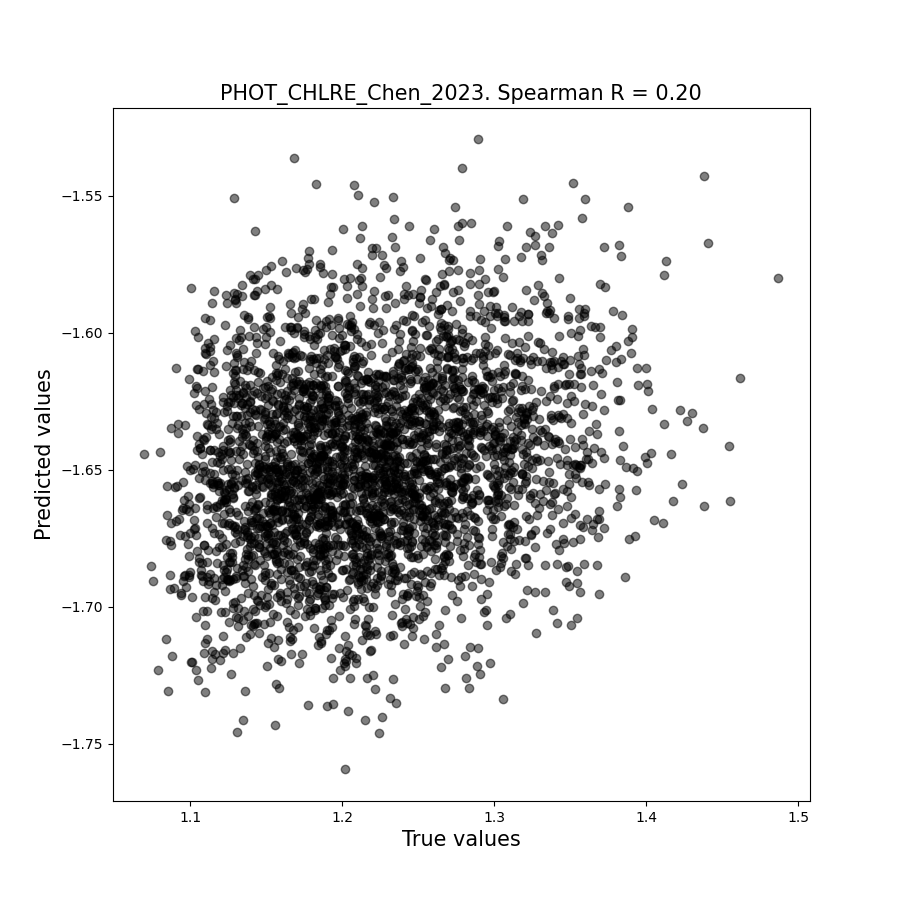 PHOT_CHLRE_Chen_2023. Spearman R = 0.20
Predicted values
−1.55
−1.60
−1.65
−1.70
−1.75
1.1 1.2 1.3 1.4 1.5
True values